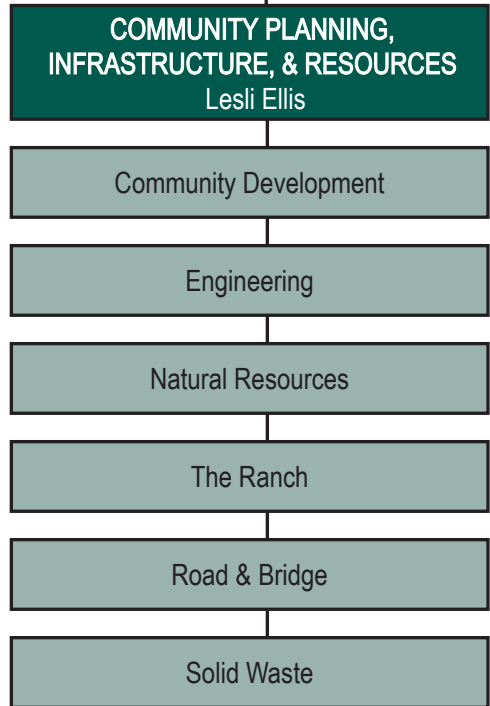 COMMUNITY PLANNING,
INFRASTRUCTURE, & RESOURCES
Lesli Ellis
Community Development
Engineering
Natural Resources
The Ranch
Road & Bridge
Solid Waste